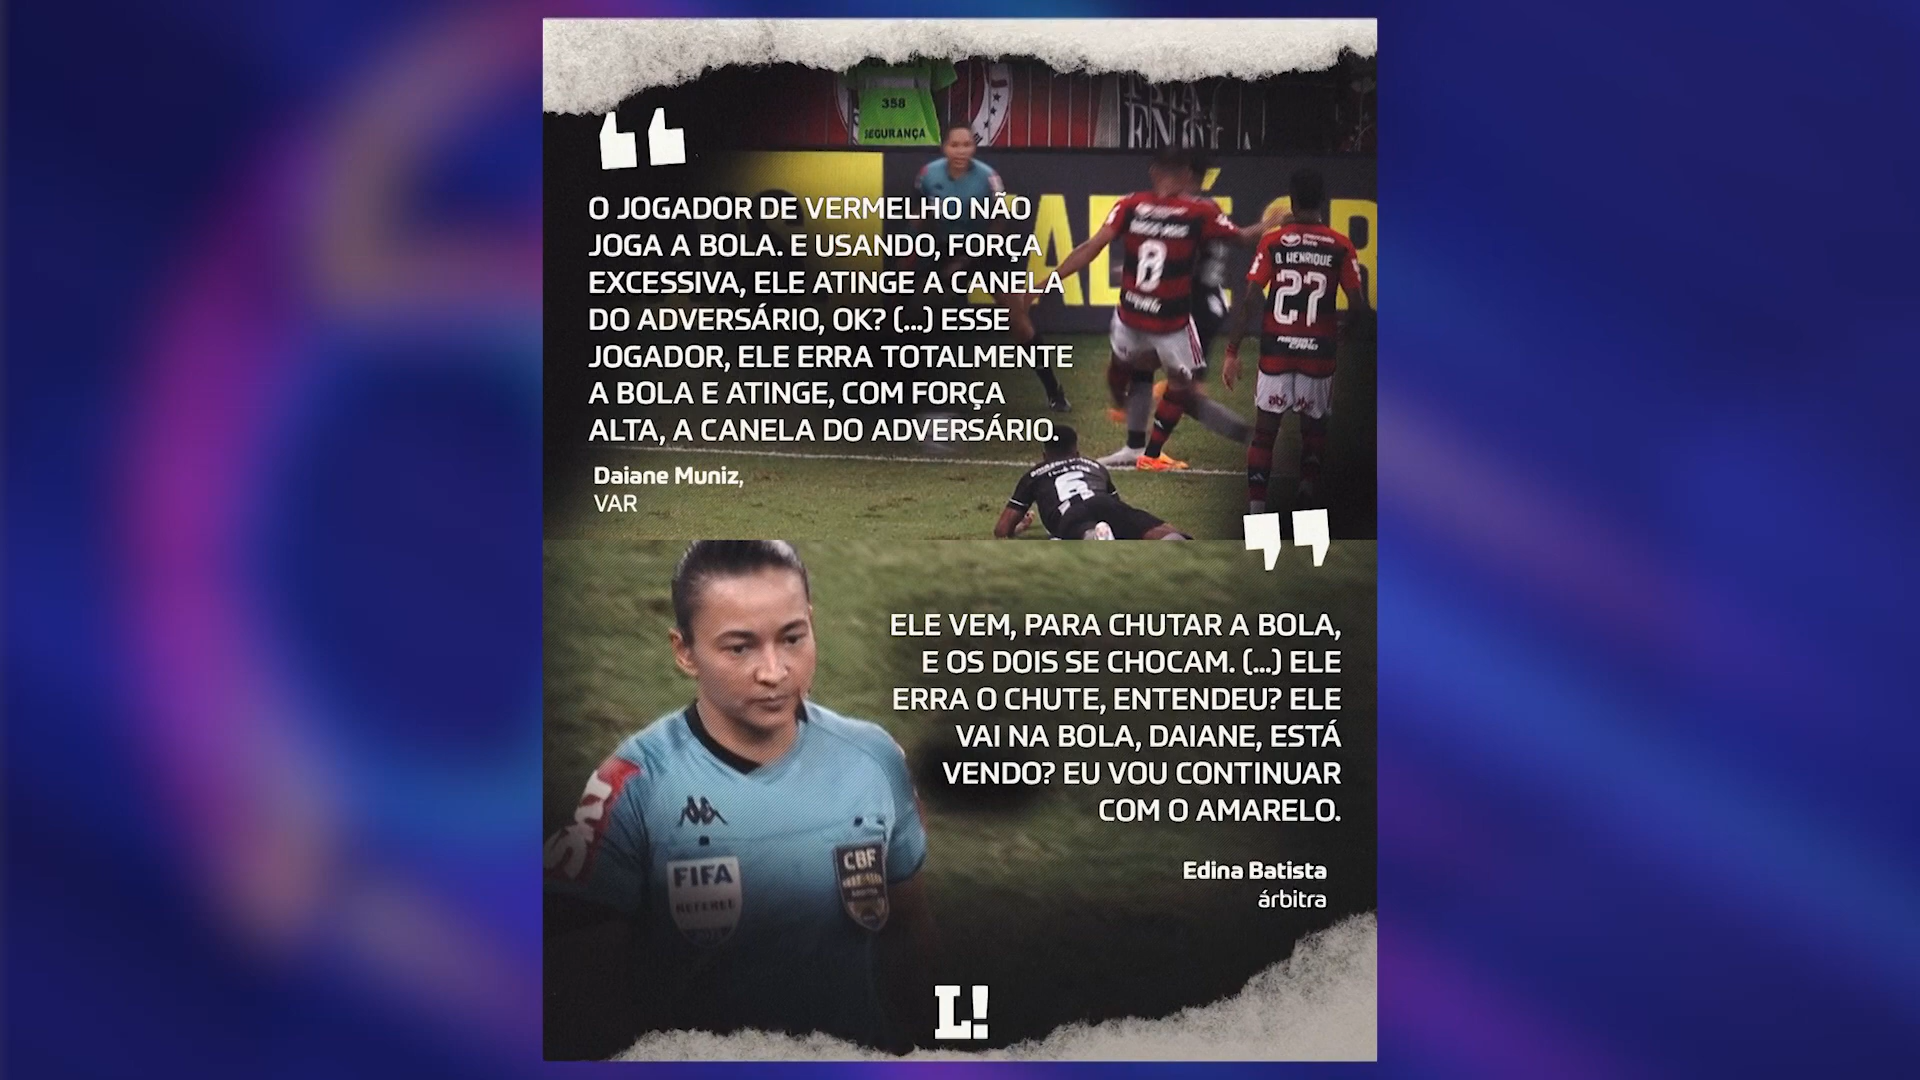 358
SEGURANÇA
O JOGADOR DE VERMELHO NÃO
JOGA A BOLA. E USANDO, FORÇA
EXCESSIVA, ELE ATINGE A CANELA
DO ADVERSÁRIO, OK? (...) ESSE
JOGADOR, ELE ERRA TOTALMENTE
A BOLA E ATINGE, COM FORÇA
ALTA, A CANELA DO ADVERSÁRIO.
Daiane Muniz,
VAR
8
B. HENRIQUE
27
ASSIST
CARD
6
ELE VEM, PARA CHUTAR A BOLA,
E OS DOIS SE CHOCAM. (...) ELE
ERRA O CHUTE, ENTENDEU? ELE
VAI NA BOLA, DAIANE, ESTÁ
VENDO? EU VOU CONTINUAR
COM O AMARELO.
Edina Batista
árbitra
FIFA
REFEREE
CBF
L!